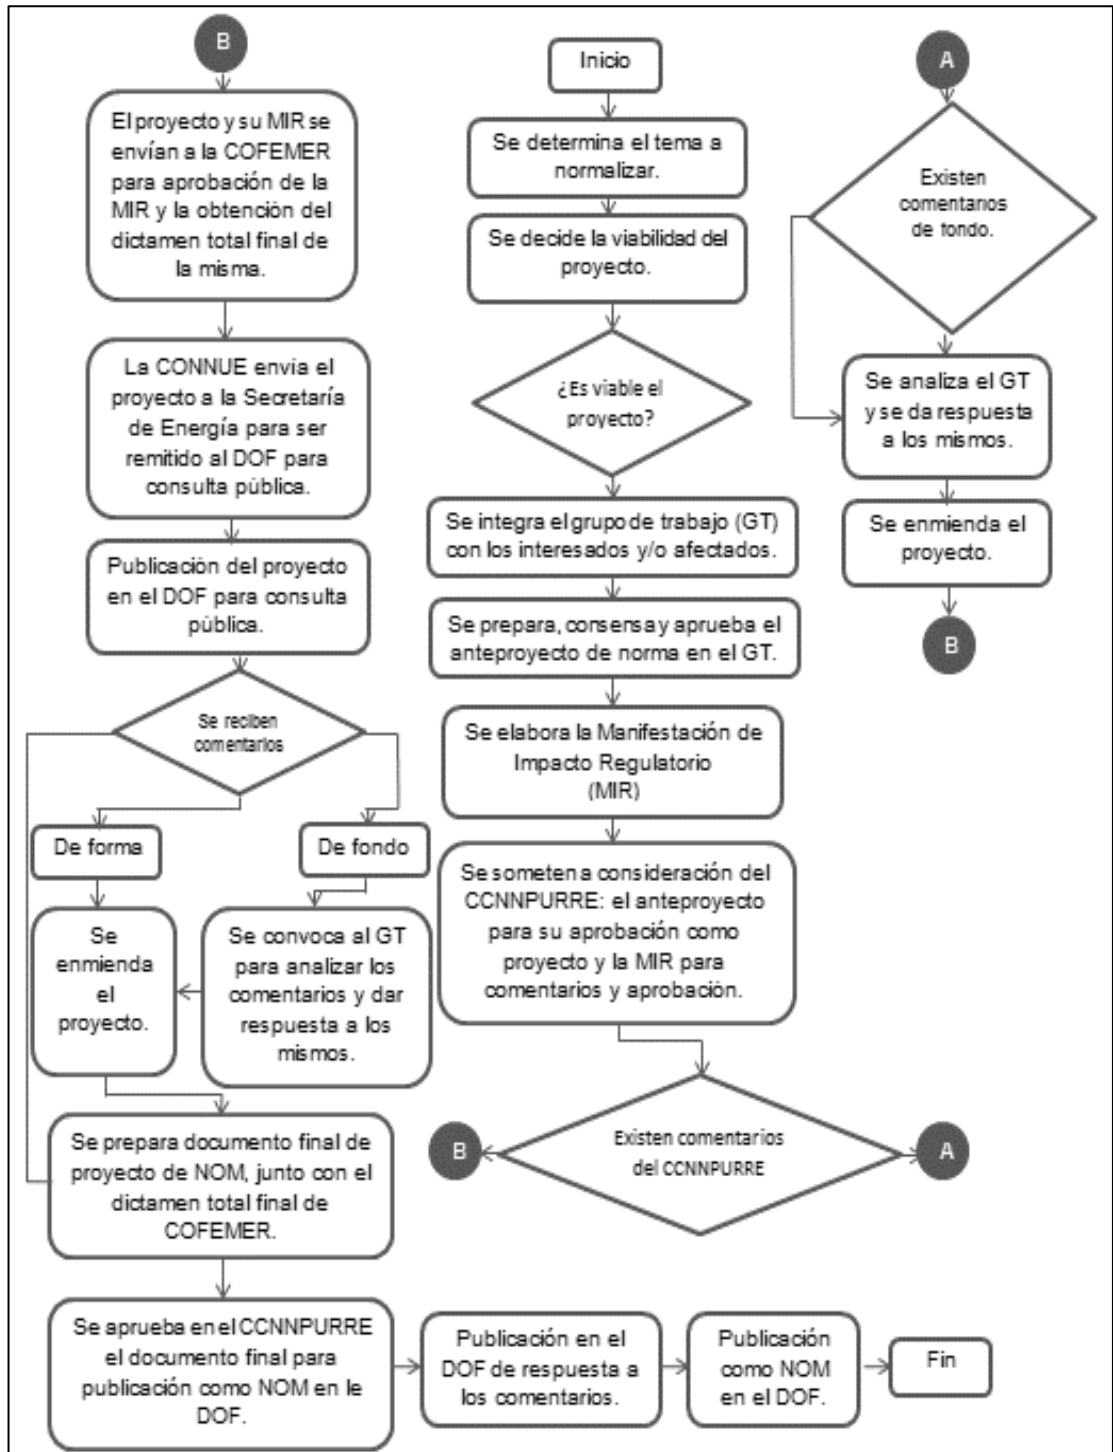 B
El proyecto y su MIR se
envían a la COFEMER
para aprobación de la
MIR y la obtención del
dictamen total final de
la misma.
La CONNUE envia el
proyecto a la Secretaría
de Energía para ser
remitido al DOF para
consulta pública.
Publicación del proyecto
en el DOF para consulta
pública.
Se reciben
comentarios
De forma
De fondo
Se
enmienda
el
proyecto.
Se convoca al GT
para analizar los
comentarios y dar
respuesta a los
mismos.
Se prepara documento final de
proyecto de NOM, junto con el
dictamen total final de
COFEMER.
Se aprueba en el CCNNPURRE
el documento final para
publicación como NOM en le
DOF.
Publicación en el
DOF de respuesta a
los comentarios.
Publicación
como NOM
en el DOF.
Fin
Inicio
Se determina el tema a
normalizar.
Se decide la viabilidad del
proyecto.
¿Es viable el
proyecto?
Se integra el grupo de trabajo (GT)
con los interesados y/o afectados.
Se prepara, consensa y aprueba el
anteproyecto de norma en el GT.
Se elabora la Manifestación de
Impacto Regulatorio
(MIR)
Se someten a consideración del
CCNNPURRE: el anteproyecto
para su aprobación como
proyecto y la MIR para
comentarios y aprobación.
B
Existen comentarios
del CCNNPURRE
A
A
Existen
comentarios
de fondo.
Se analiza el GT
y se da respuesta
a los mismos.
Se enmienda el
proyecto.
B